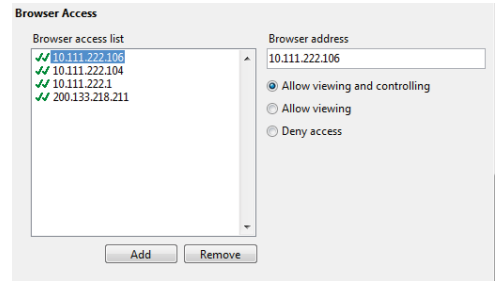 Browser Access
Browser access list
10.111.222.106
10.111.222.104
10.111.222.1
200.133.218.211
Add
Remove
Browser address
10.111.222.106
Allow viewing and controlling
Allow viewing
Deny access